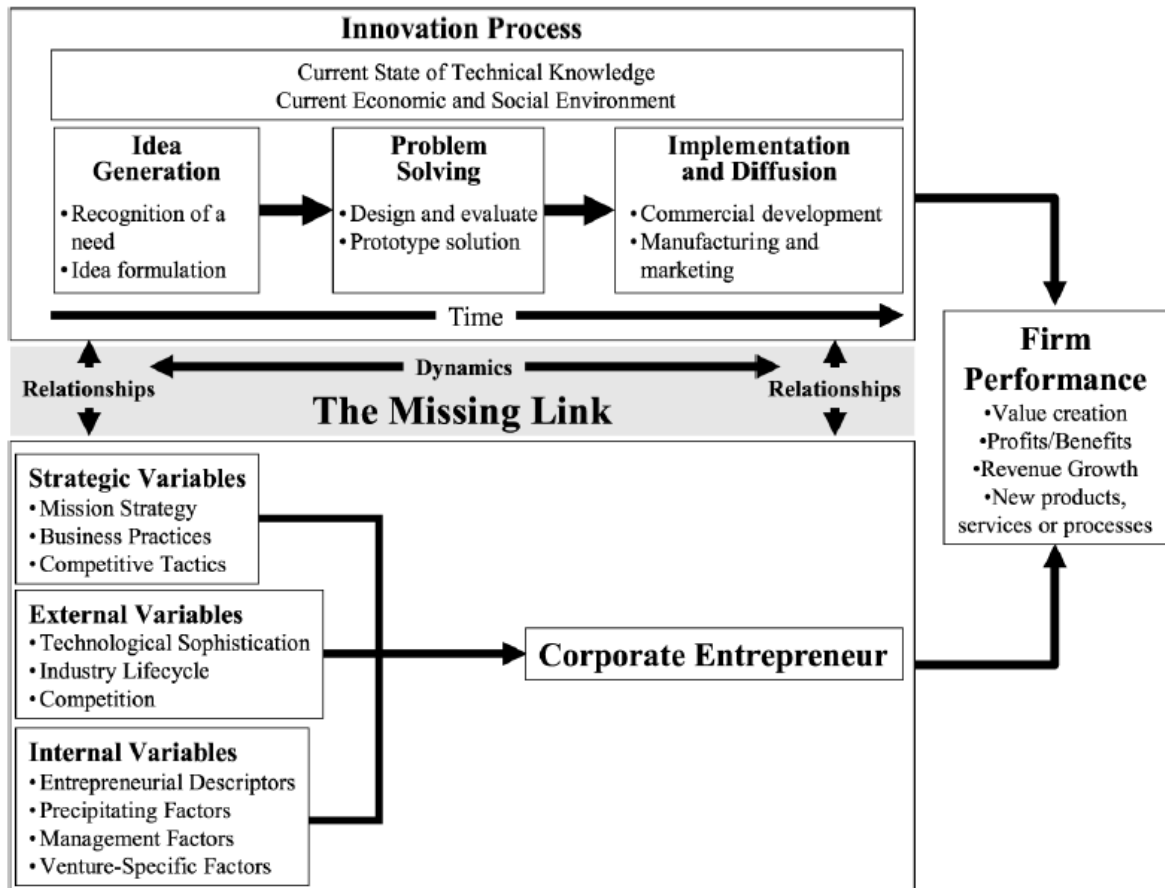 Innovation Process
Current State of Technical Knowledge
Current Economic and Social Environment
Idea
Generation
•Recognition of a
need
•Idea formulation
Problem
Solving
•Design and evaluate
•Prototype solution
Implementation
and Diffusion
•Commercial development
•Manufacturing and
marketing
Time
Relationships
Dynamics
Relationships
The Missing Link
Strategic Variables
•Mission Strategy
•Business Practices
•Competitive Tactics
External Variables
•Technological Sophistication
•Industry Lifecycle
•Competition
Internal Variables
•Entrepreneurial Descriptors
•Precipitating Factors
•Management Factors
•Venture-Specific Factors
Corporate Entrepreneur
Firm
Performance
•Value creation
•Profits/Benefits
•Revenue Growth
•New products,
services or processes